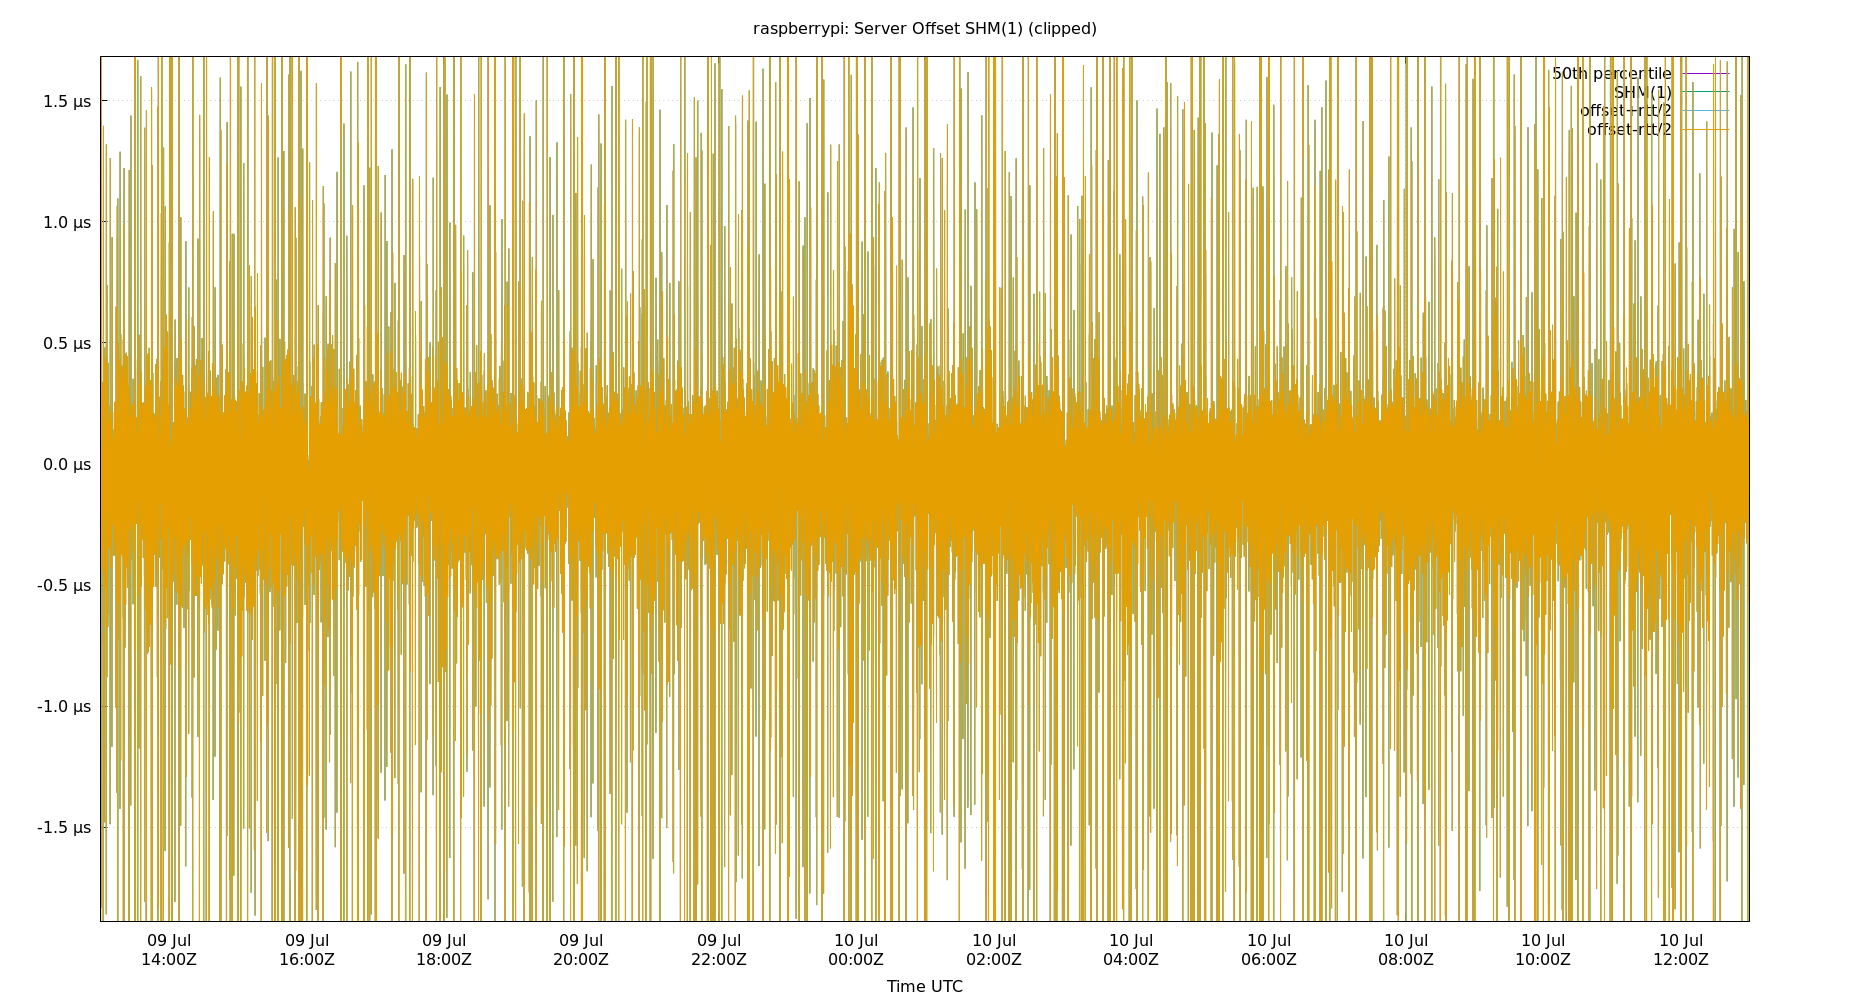 raspberrypi: Server Offset SHM(1) (clipped)
50th percentile
SHM(1)
offset+rtt/2
offset-rtt/2
1.5 µs
1.0 µs
0.5 µs
0.0 µs
-0.5 µs
-1.0 µs
-1.5 µs
09 Jul 09 Jul 09 Jul 09 Jul 09 Jul 10 Jul 10 Jul 10 Jul 10 Jul 10 Jul 10 Jul 10 Jul
14:00Z 16:00Z 18:00Z 20:00Z 22:00Z 00:00Z 02:00Z 04:00Z 06:00Z 08:00Z 10:00Z 12:00Z
Time UTC